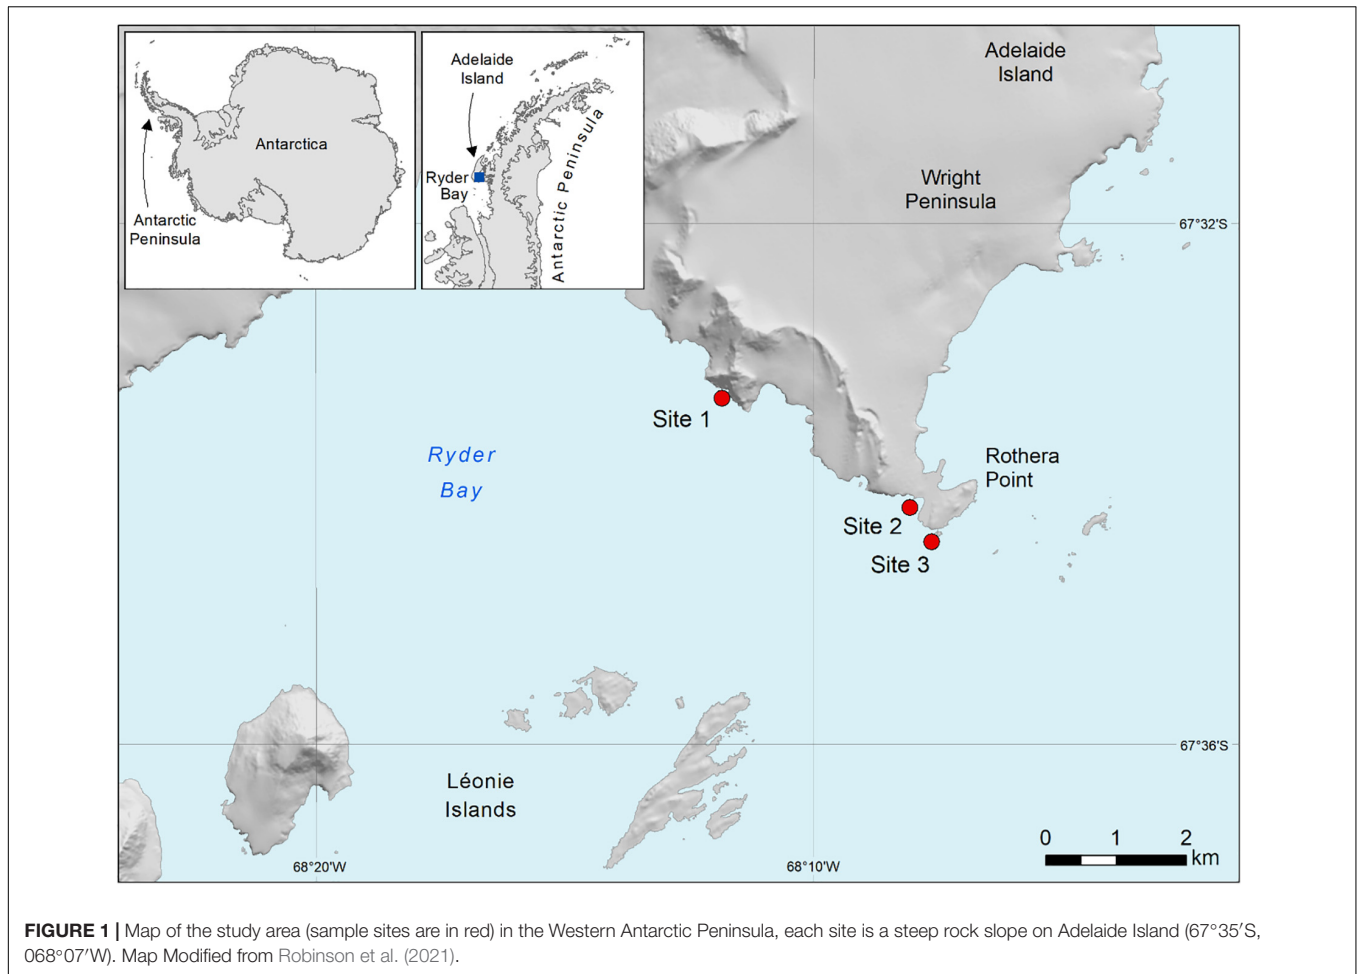 Adelaide
Island
Antarctica
Antarctic
Peninsula
Adelaide
Island
Ryder
Bay
Antarctic Peninsula
Wright
Peninsula
67°32'S
Site 1
Ryder
Bay
Rothera
Point
Site 2
Site 3
67°36'S
Léonie
Islands
0 1 2
km
68°20'W
68°10'W
FIGURE 1 | Map of the study area (sample sites are in red) in the Western Antarctic Peninsula, each site is a steep rock slope on Adelaide Island (67°35′S,
068°07′W). Map Modified from Robinson et al. (2021).